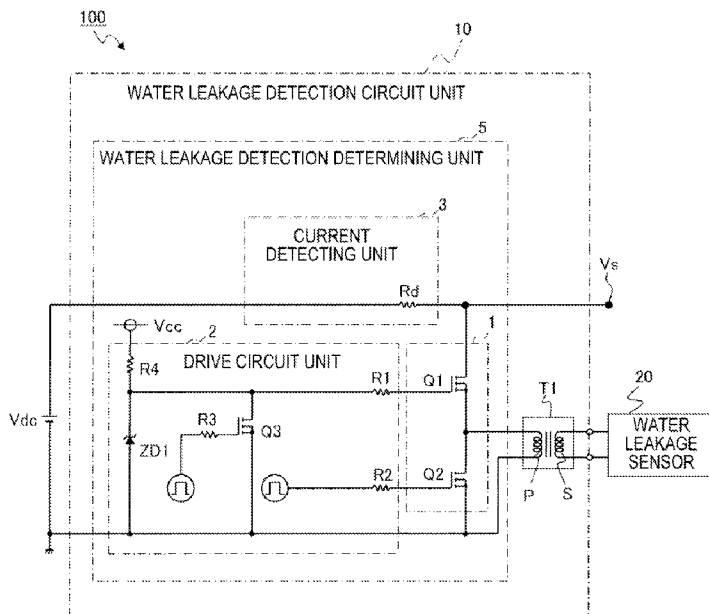 100
10
WATER LEAKAGE DETECTION CIRCUIT UNIT
5
WATER LEAKAGE DETECTION DETERMINING UNIT
3
CURRENT
DETECTING UNIT
Vs
Rd
Vcc
2
1
R4
DRIVE CIRCUIT UNIT
R1
Q1
T1
20
Vdc
R3
Q3
WATER
LEAKAGE
SENSOR
ZD1
R2
Q2
P
S